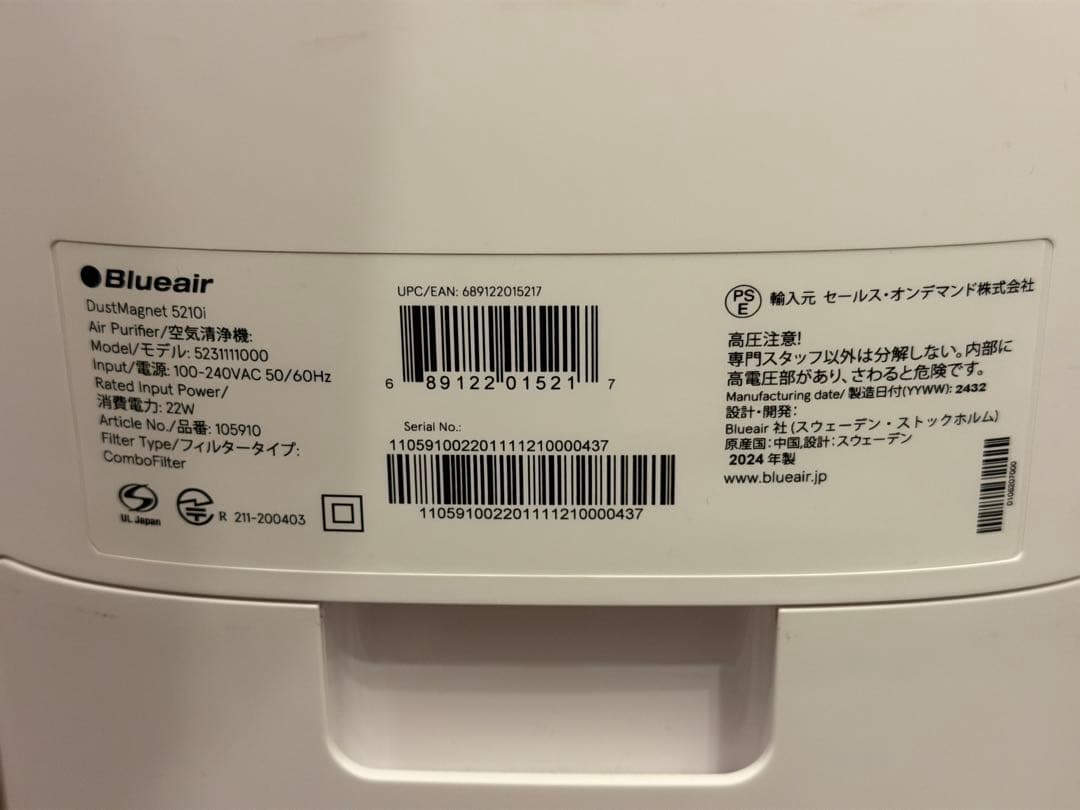 Blueair
DustMagnet 5210i
Air Purifier/空気清浄機:
Model/モデル: 5231111000
Input/電源: 100-240VAC 50/60Hz
Rated Input Power/
消費電力: 22W
Article No./品番: 105910
Filter Type/フィルタータイプ:
ComboFilter
UL Japan
R 211-200403
UPC/EAN: 689122015217
6 89122 01521 7
Serial No.:
110591002201111210000437
110591002201111210000437
PS
E
輸入元 セールス・オンデマンド株式会社
高圧注意!
専門スタッフ以外は分解しない。内部に
高電圧部があり、さわると危険です。
Manufacturing date/ 製造日付(YYWW): 2432
設計・開発:
Blueair 社 (スウェーデン・ストックホルム)
原産国:中国,設計:スウェーデン
2024 年製
www.blueair.jp
0106207000